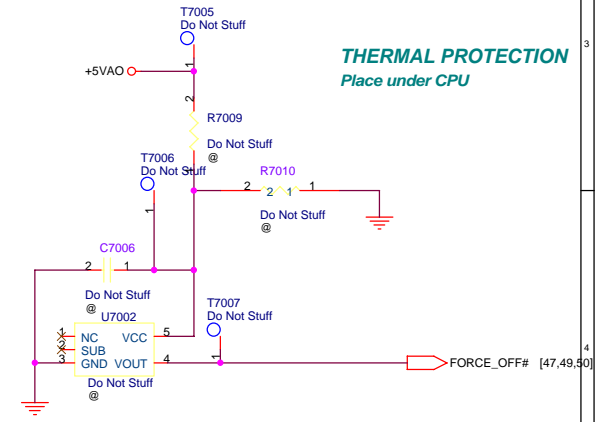 T7005
Do Not Stuff
1
3
THERMAL PROTECTION
Place under CPU
+5VAO
2
R7009
Do Not Stuff
@
1
T7006
Do Not Stuff
1
R7010
2 2 1 1
Do Not Stuff
@
C7006
2 1
Do Not Stuff
@
U7002
1 NC VCC 5
2 SUB
3 GND VOUT 4
Do Not Stuff
@
T7007
Do Not Stuff
1
4
FORCE_OFF# [47,49,50]